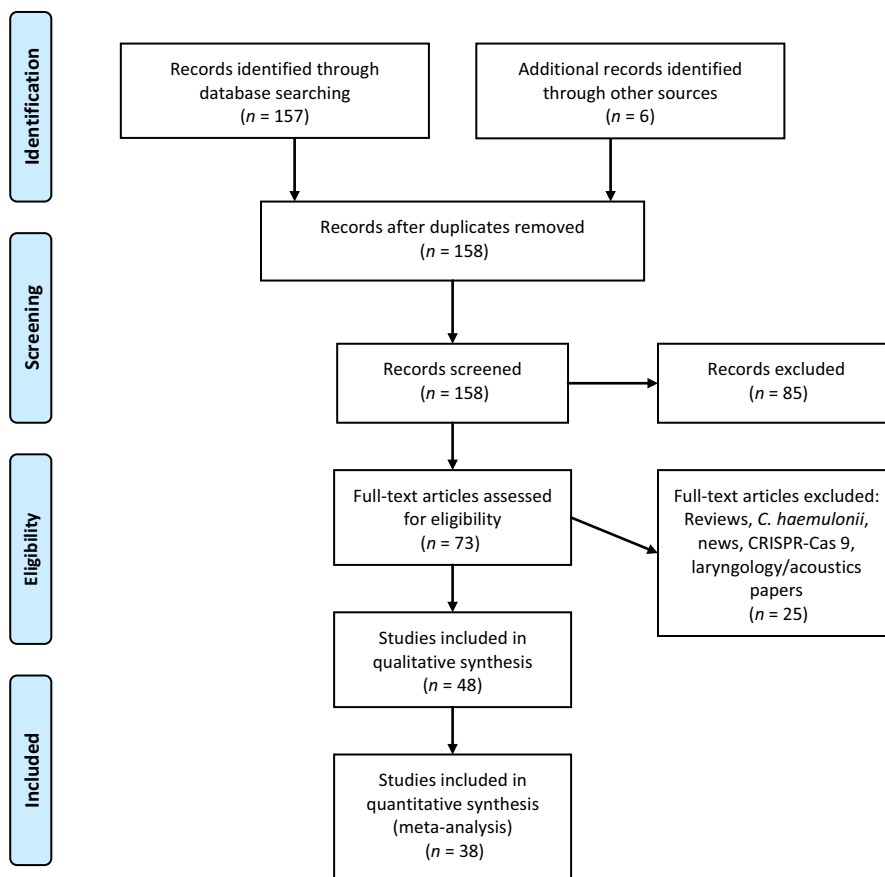 Identification
Records identified through
database searching
(n = 157)
Additional records identified
through other sources
(n = 6)
Records after duplicates removed
(n = 158)
Screening
Records screened
(n = 158)
Records excluded
(n = 85)
Eligibility
Full-text articles assessed
for eligibility
(n = 73)
Full-text articles excluded:
Reviews, C. haemulonii,
news, CRISPR-Cas 9,
laryngology/acoustics
papers
(n = 25)
Studies included in
qualitative synthesis
(n = 48)
Included
Studies included in
quantitative synthesis
(meta-analysis)
(n = 38)